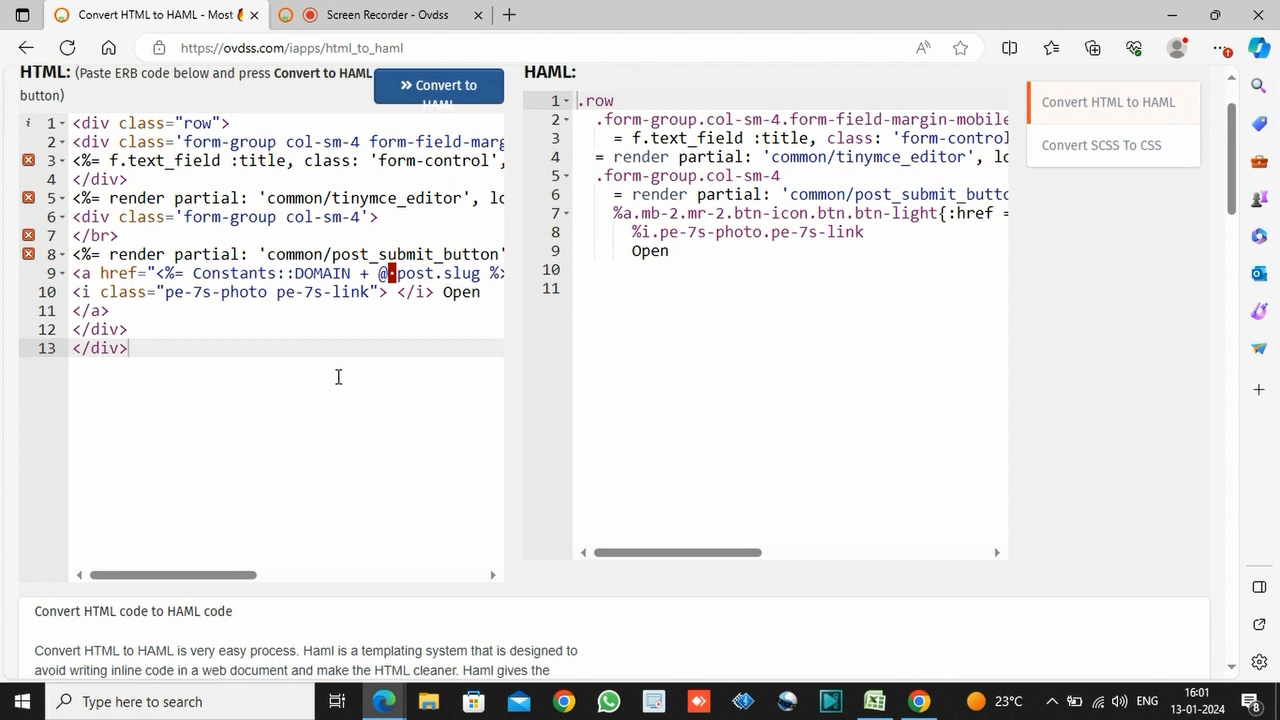 Convert HTML to HAML - Most
Screen Recorder - Ovdss
https://ovdss.com/iapps/html_to_haml
HTML: (Paste ERB code below and press Convert to HAML
button)
Convert to
HAML
1 <div class="row">
2 <div class='form-group col-sm-4 form-field-marg
3 <%= f.text_field :title, class: 'form-control',
4 </div>
5 <%= render partial: 'common/tinymce_editor', lo
6 <div class='form-group col-sm-4'>
7 </br>
8 <%= render partial: 'common/post_submit_button'
9 <a href="<%= Constants::DOMAIN + @·post.slug %>
10 <i class="pe-7s-photo pe-7s-link"> </i> Open
11 </a>
12 </div>
13 </div>
HAML:
1 .row
2 .form-group.col-sm-4.form-field-margin-mobile
3 = f.text_field :title, class: 'form-control
4 = render partial: 'common/tinymce_editor', lo
5 .form-group.col-sm-4
6 = render partial: 'common/post_submit_butto
7 %a.mb-2.mr-2.btn-icon.btn.btn-light{:href =
8 %i.pe-7s-photo.pe-7s-link
9 Open
10
11
Convert HTML to HAML
Convert SCSS To CSS
Convert HTML code to HAML code
Convert HTML to HAML is very easy process. Haml is a templating system that is designed to
avoid writing inline code in a web document and make the HTML cleaner. Haml gives the
Type here to search
23°C
ENG
16:01
13-01-2024
8